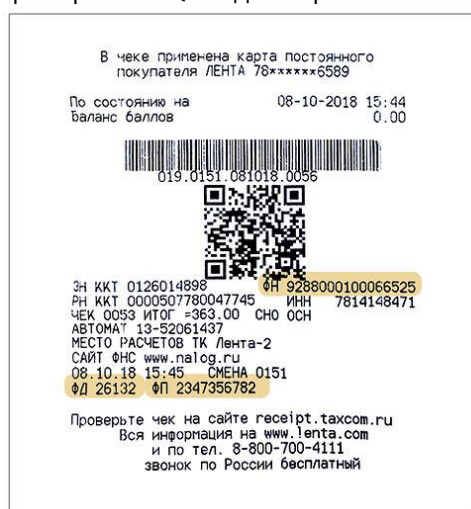 В чеке применена карта постоянного
покупателя ЛЕНТА 78******6589
По состоянию на 08-10-2018 15:44
Баланс баллов 0.00
019.0151.081018.0056
ЗН ККТ 0126014898 ФН 9288000100066525
РН ККТ 0000507780047745 ИНН 7814148471
ЧЕК 0053 ИТОГ =363.00 СНО ОСН
АВТОМАТ 13-52061437
МЕСТО РАСЧЕТОВ ТК Лента-2
САЙТ ФНС www.nalog.ru
08.10.18 15:45 СМЕНА 0151
ФД 26132 ФП 2347356782
Проверьте чек на сайте receipt.taxcom.ru
Вся информация на www.lenta.com
и по тел. 8-800-700-4111
звонок по России бесплатный